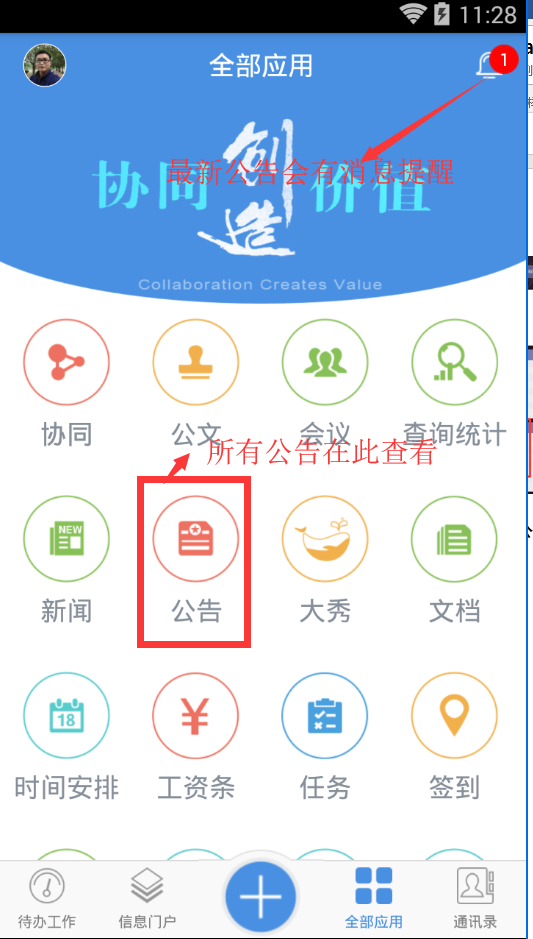 11:28
全部应用
1
创
协同 价值
造
最新公告会有消息提醒
Collaboration Creates Value
协同 公文 会议 查询统计
所有公告在此查看
NEW
新闻 公告 大秀 文档
18
时间安排 工资条 任务 签到
待办工作 信息门户 全部应用 通讯录